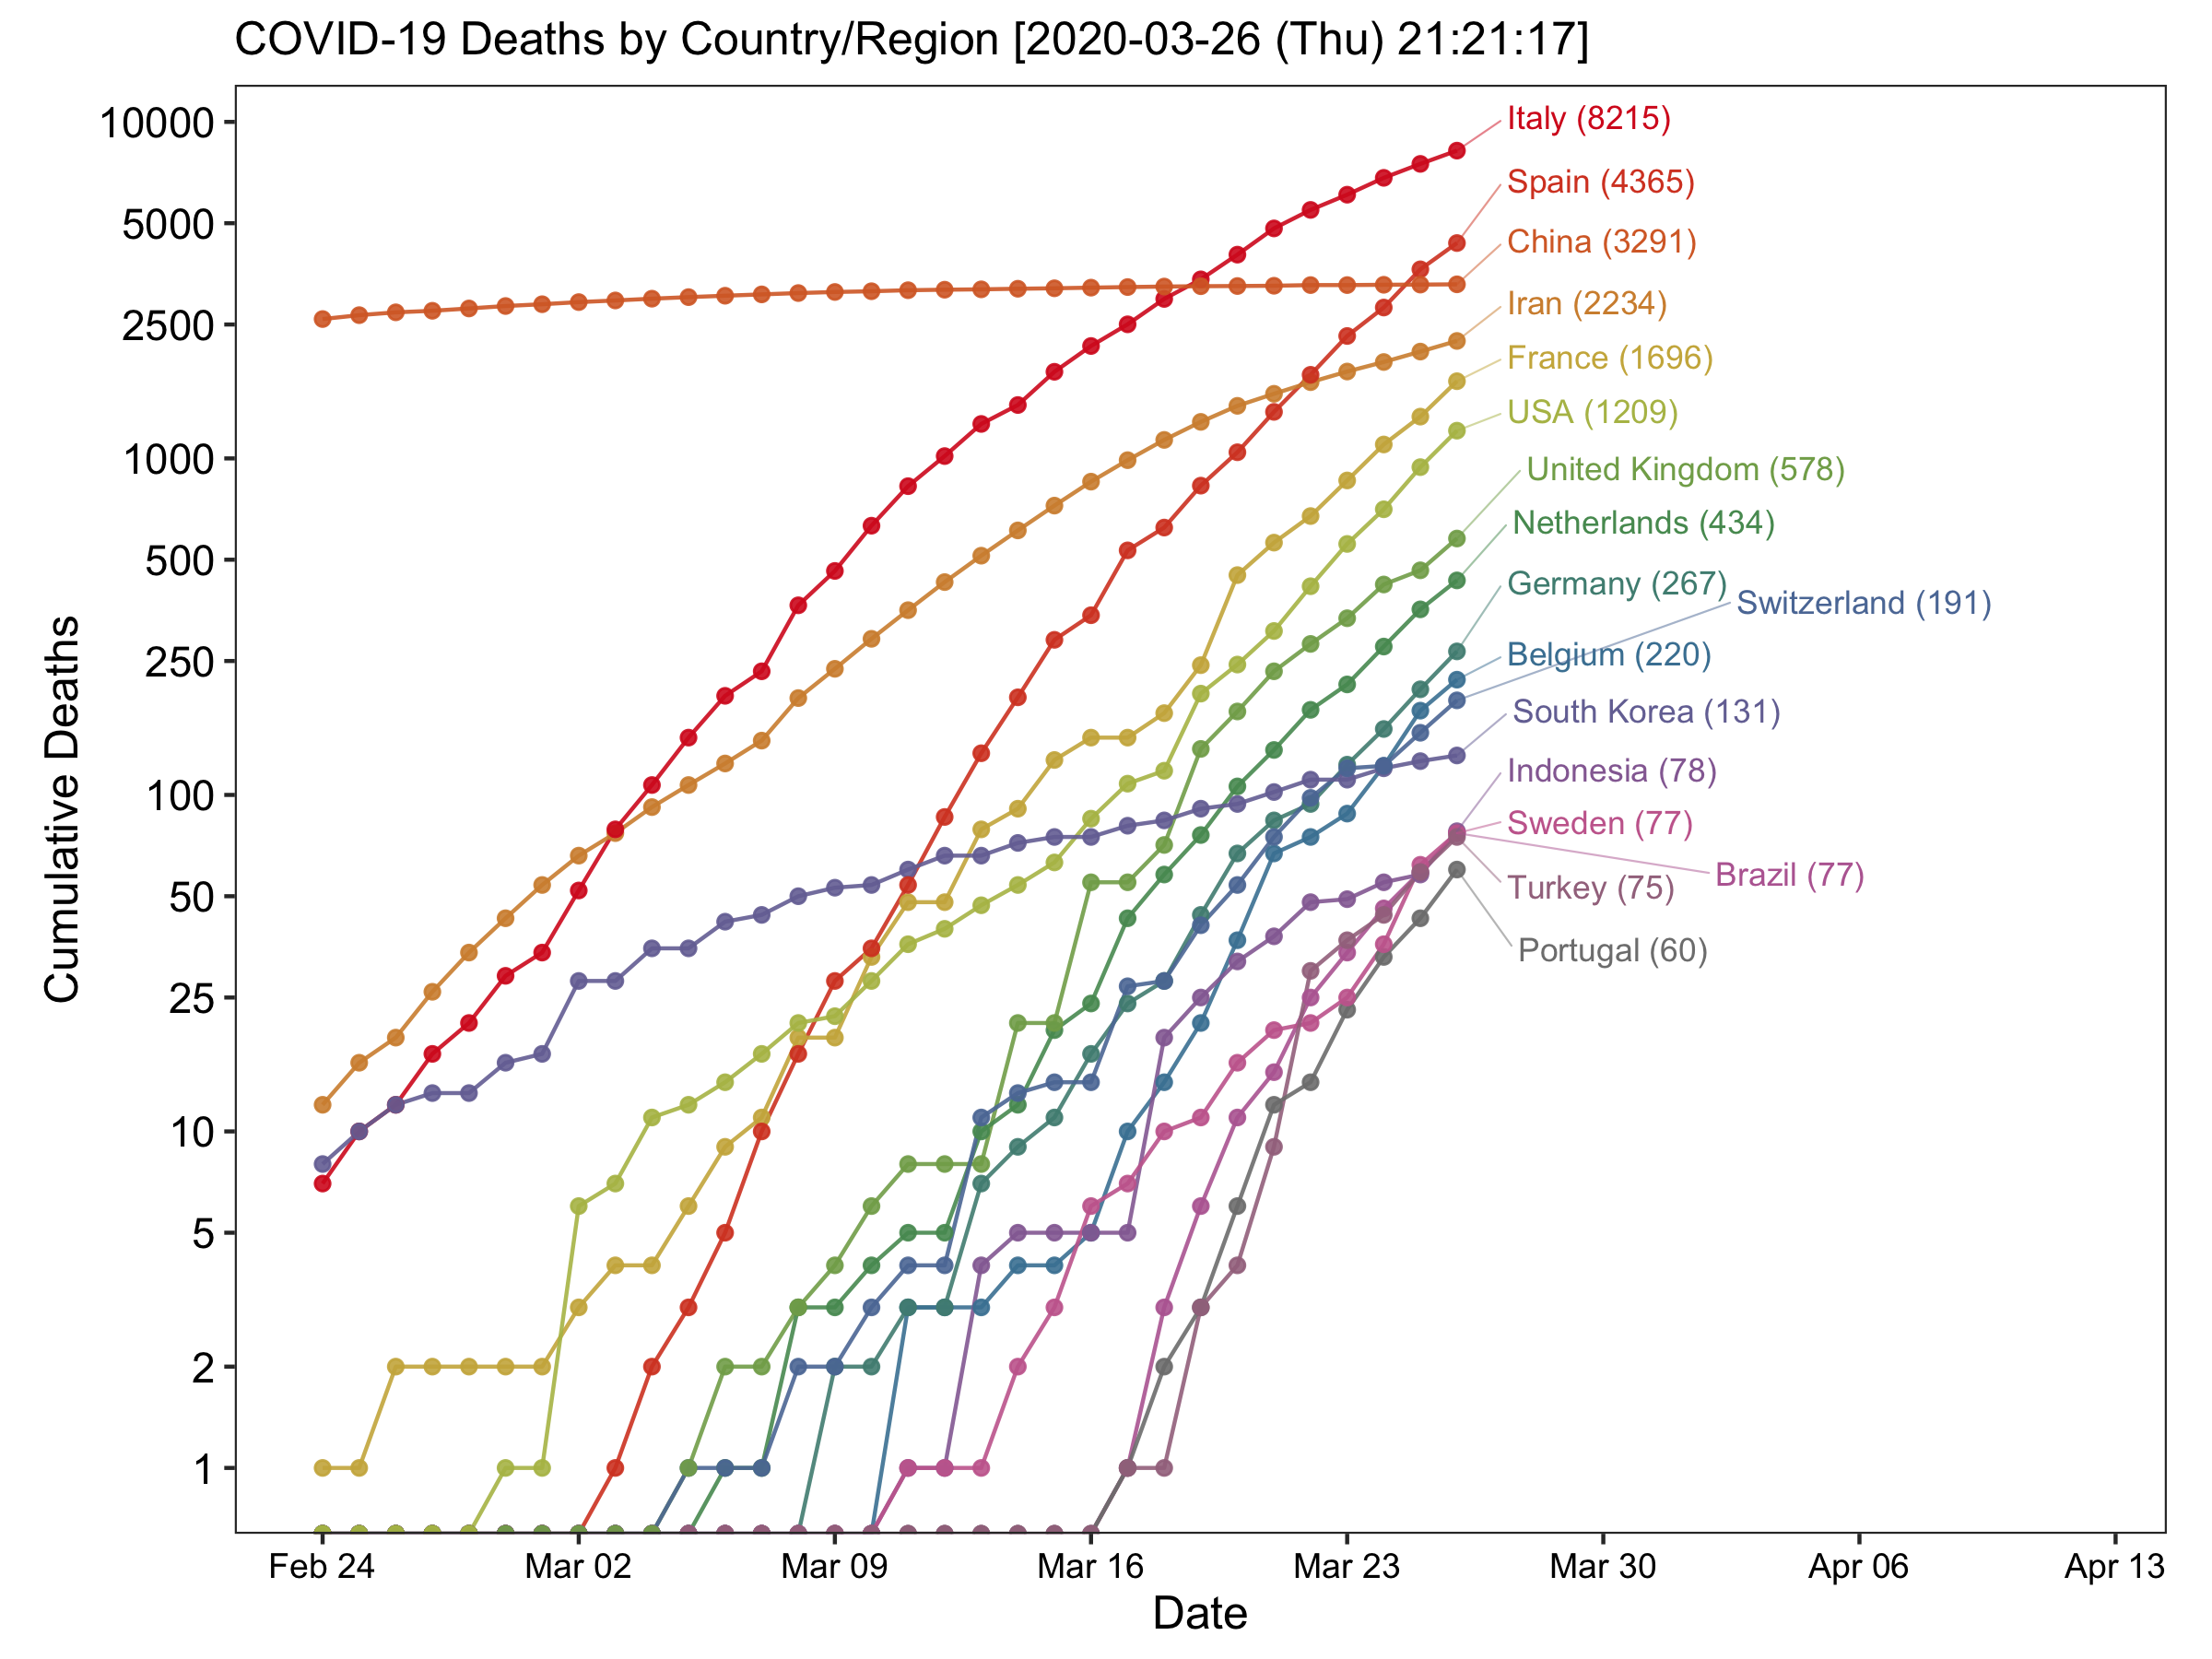 COVID-19 Deaths by Country/Region [2020-03-26 (Thu) 21:21:17]
10000
5000
2500
1000
500
250
100
50
25
10
5
2
1
Cumulative Deaths
Italy (8215)
Spain (4365)
China (3291)
Iran (2234)
France (1696)
USA (1209)
United Kingdom (578)
Netherlands (434)
Germany (267)
Switzerland (191)
Belgium (220)
South Korea (131)
Indonesia (78)
Sweden (77)
Brazil (77)
Turkey (75)
Portugal (60)
Feb 24
Mar 02
Mar 09
Mar 16
Mar 23
Mar 30
Apr 06
Apr 13
Date